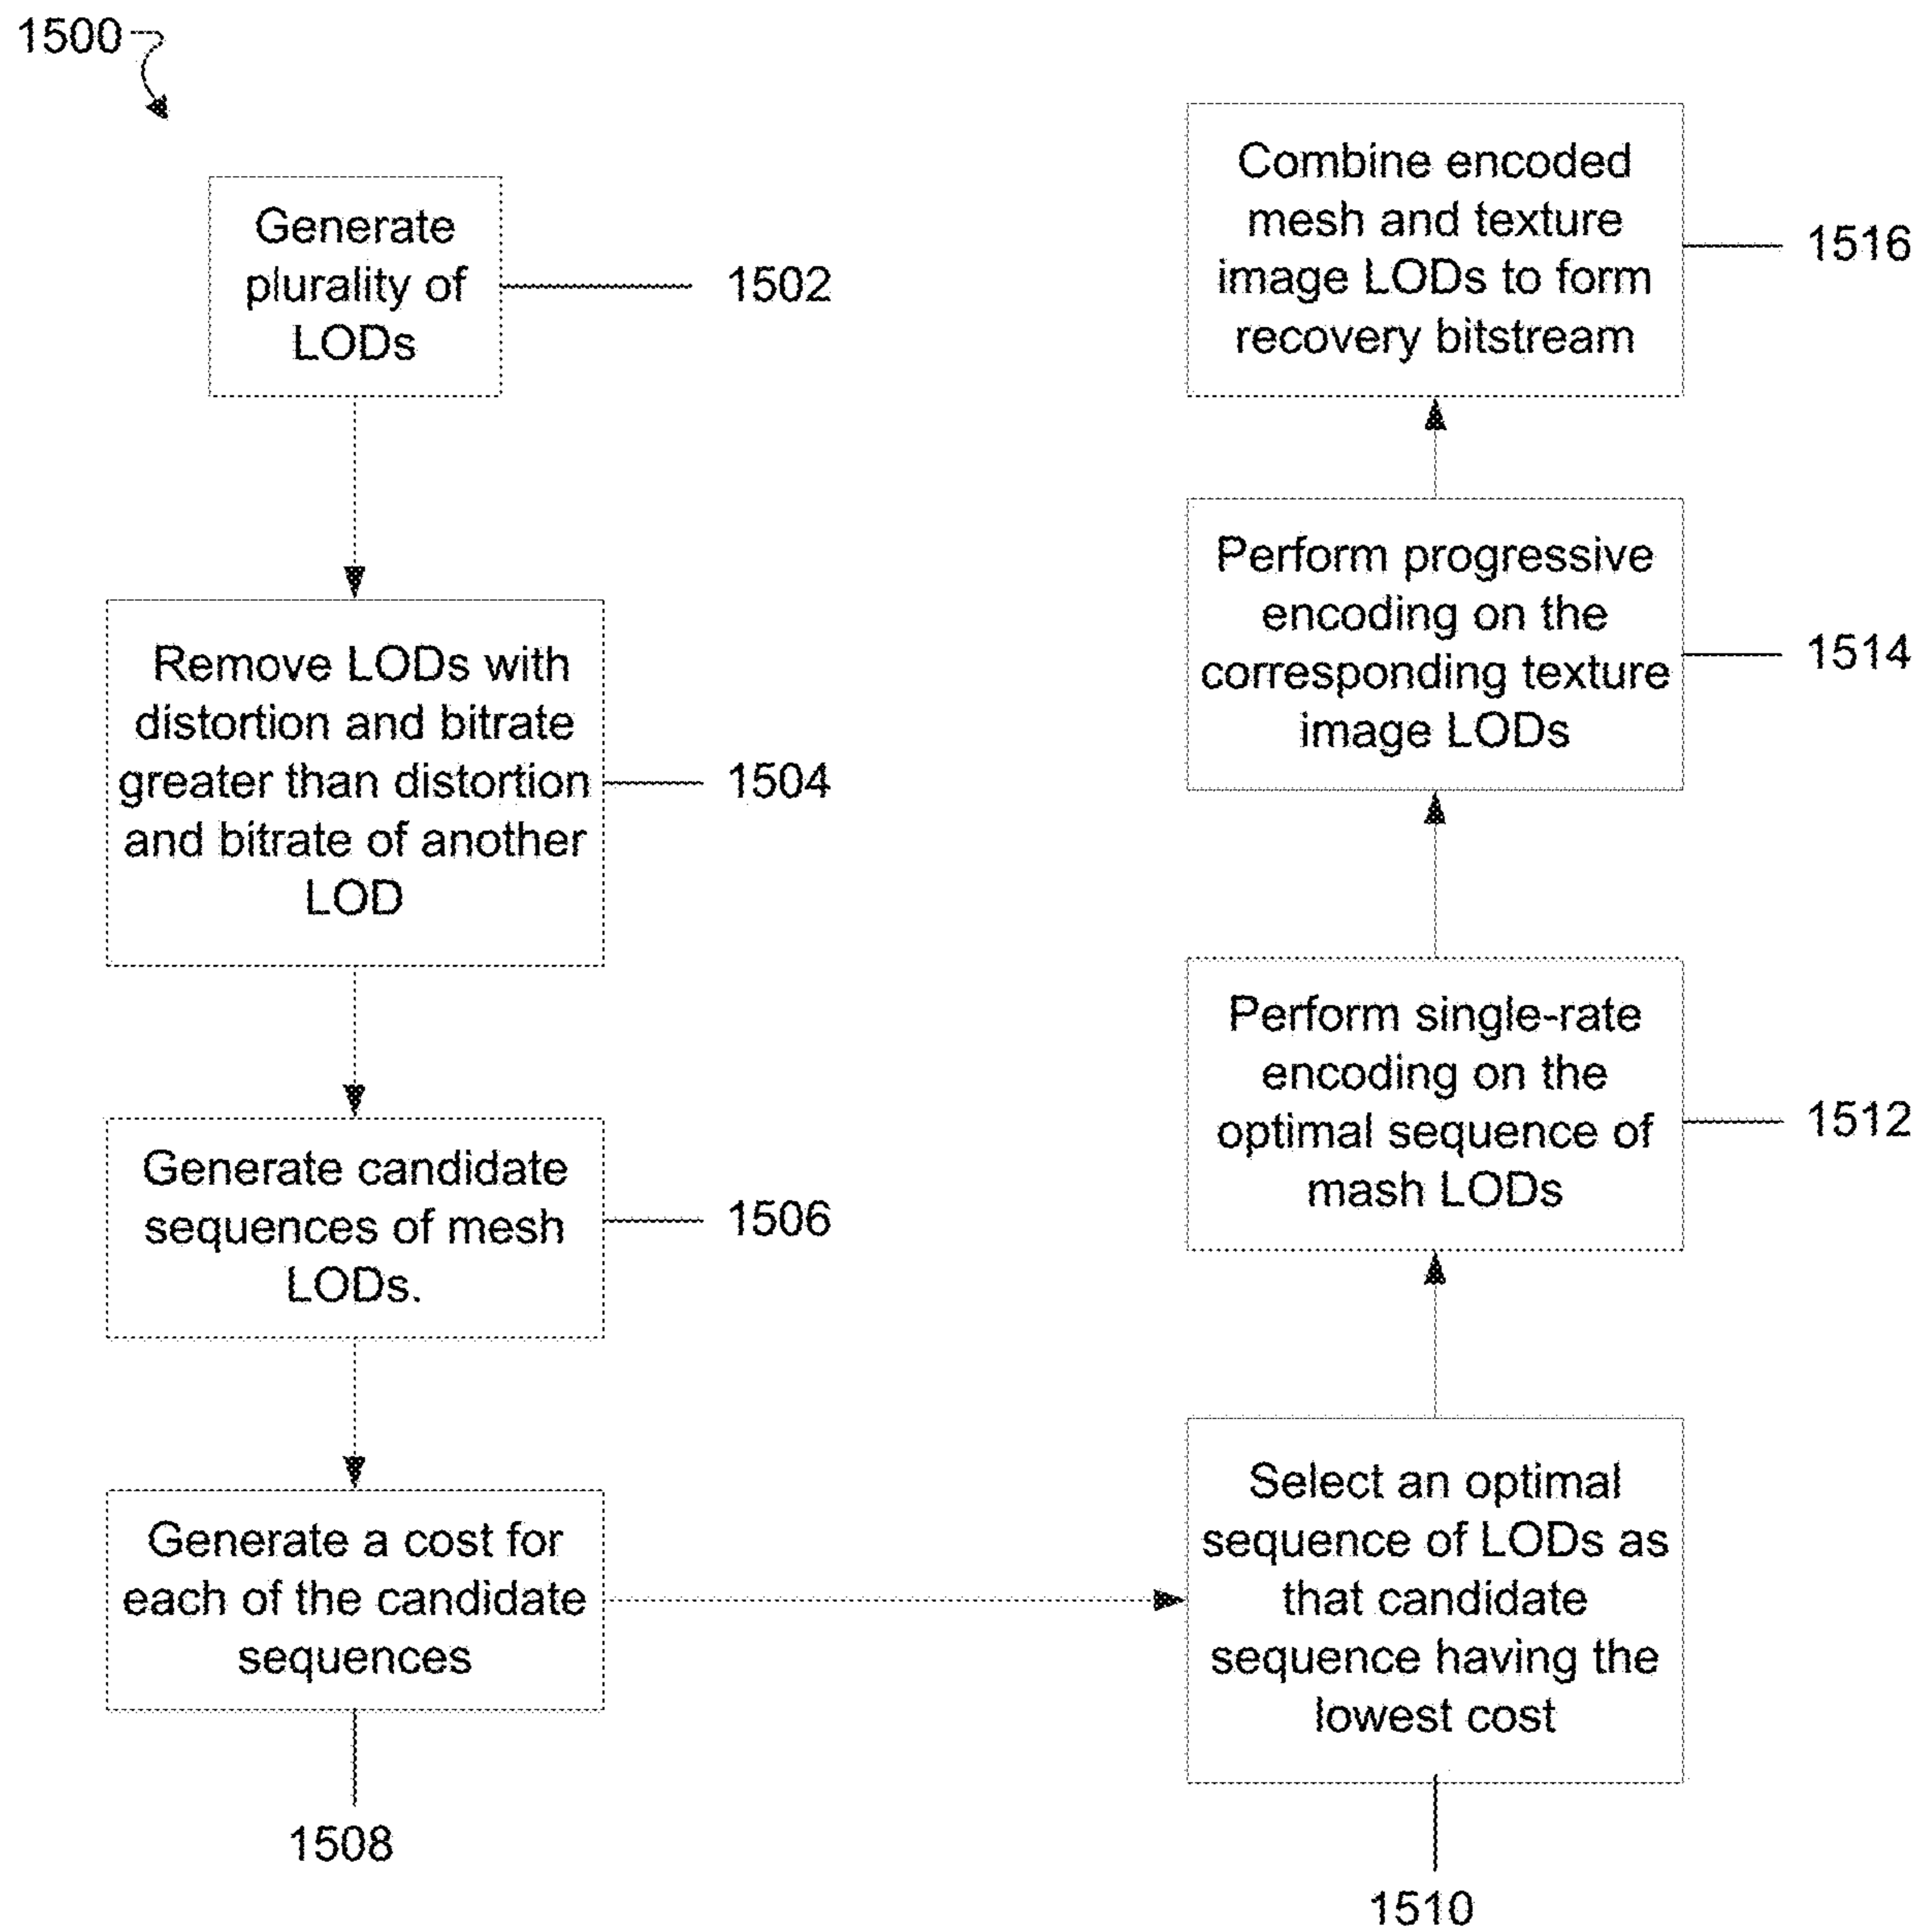 1500
Generate
plurality of
LODs
1502
Remove LODs with
distortion and bitrate
greater than distortion
and bitrate of another
LOD
1504
Generate candidate
sequences of mesh
LODs.
1506
Generate a cost for
each of the candidate
sequences
1508
Select an optimal
sequence of LODs as
that candidate
sequence having the
lowest cost
1510
Perform single-rate
encoding on the
optimal sequence of
mash LODs
1512
Perform progressive
encoding on the
corresponding texture
image LODs
1514
Combine encoded
mesh and texture
image LODs to form
recovery bitstream
1516